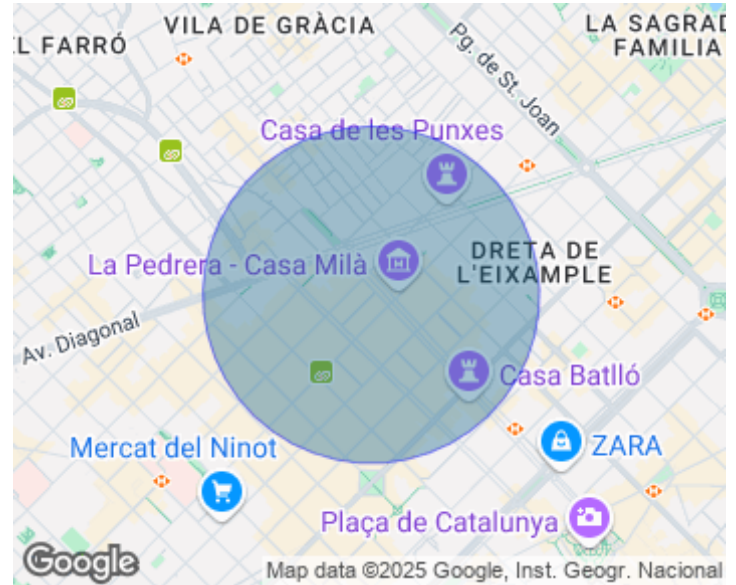 VILA DE GRÀCIA
LA SAGRAD
FAMILIA
EL FARRÓ
Pg. de St. Joan
Casa de les Punxes
La Pedrera - Casa Milà
DRETA DE
L'EIXAMPLE
Av. Diagonal
Casa Batlló
Mercat del Ninot
ZARA
Plaça de Catalunya
Google
Map data ©2025 Google, Inst. Geogr. Nacional